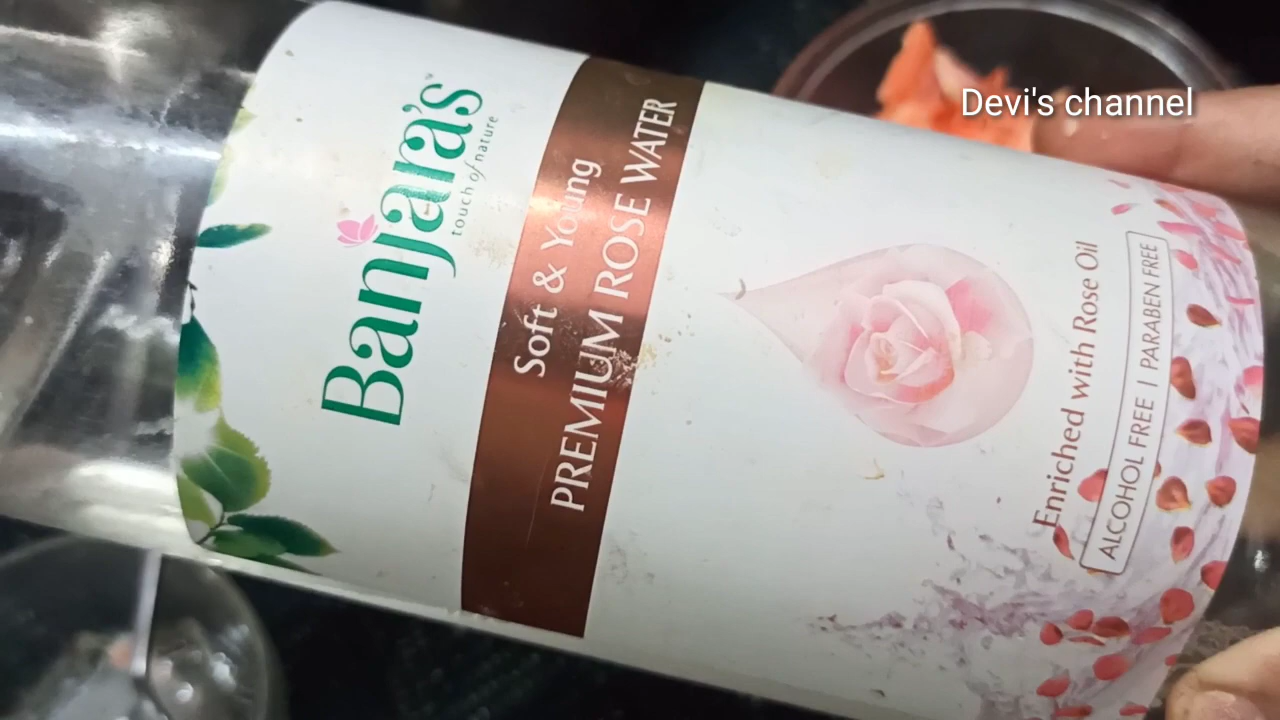 Devi's channel
Banjara's™
touch of nature
Soft & Young
PREMIUM ROSE WATER
Enriched with Rose Oil
ALCOHOL FREE | PARABEN FREE